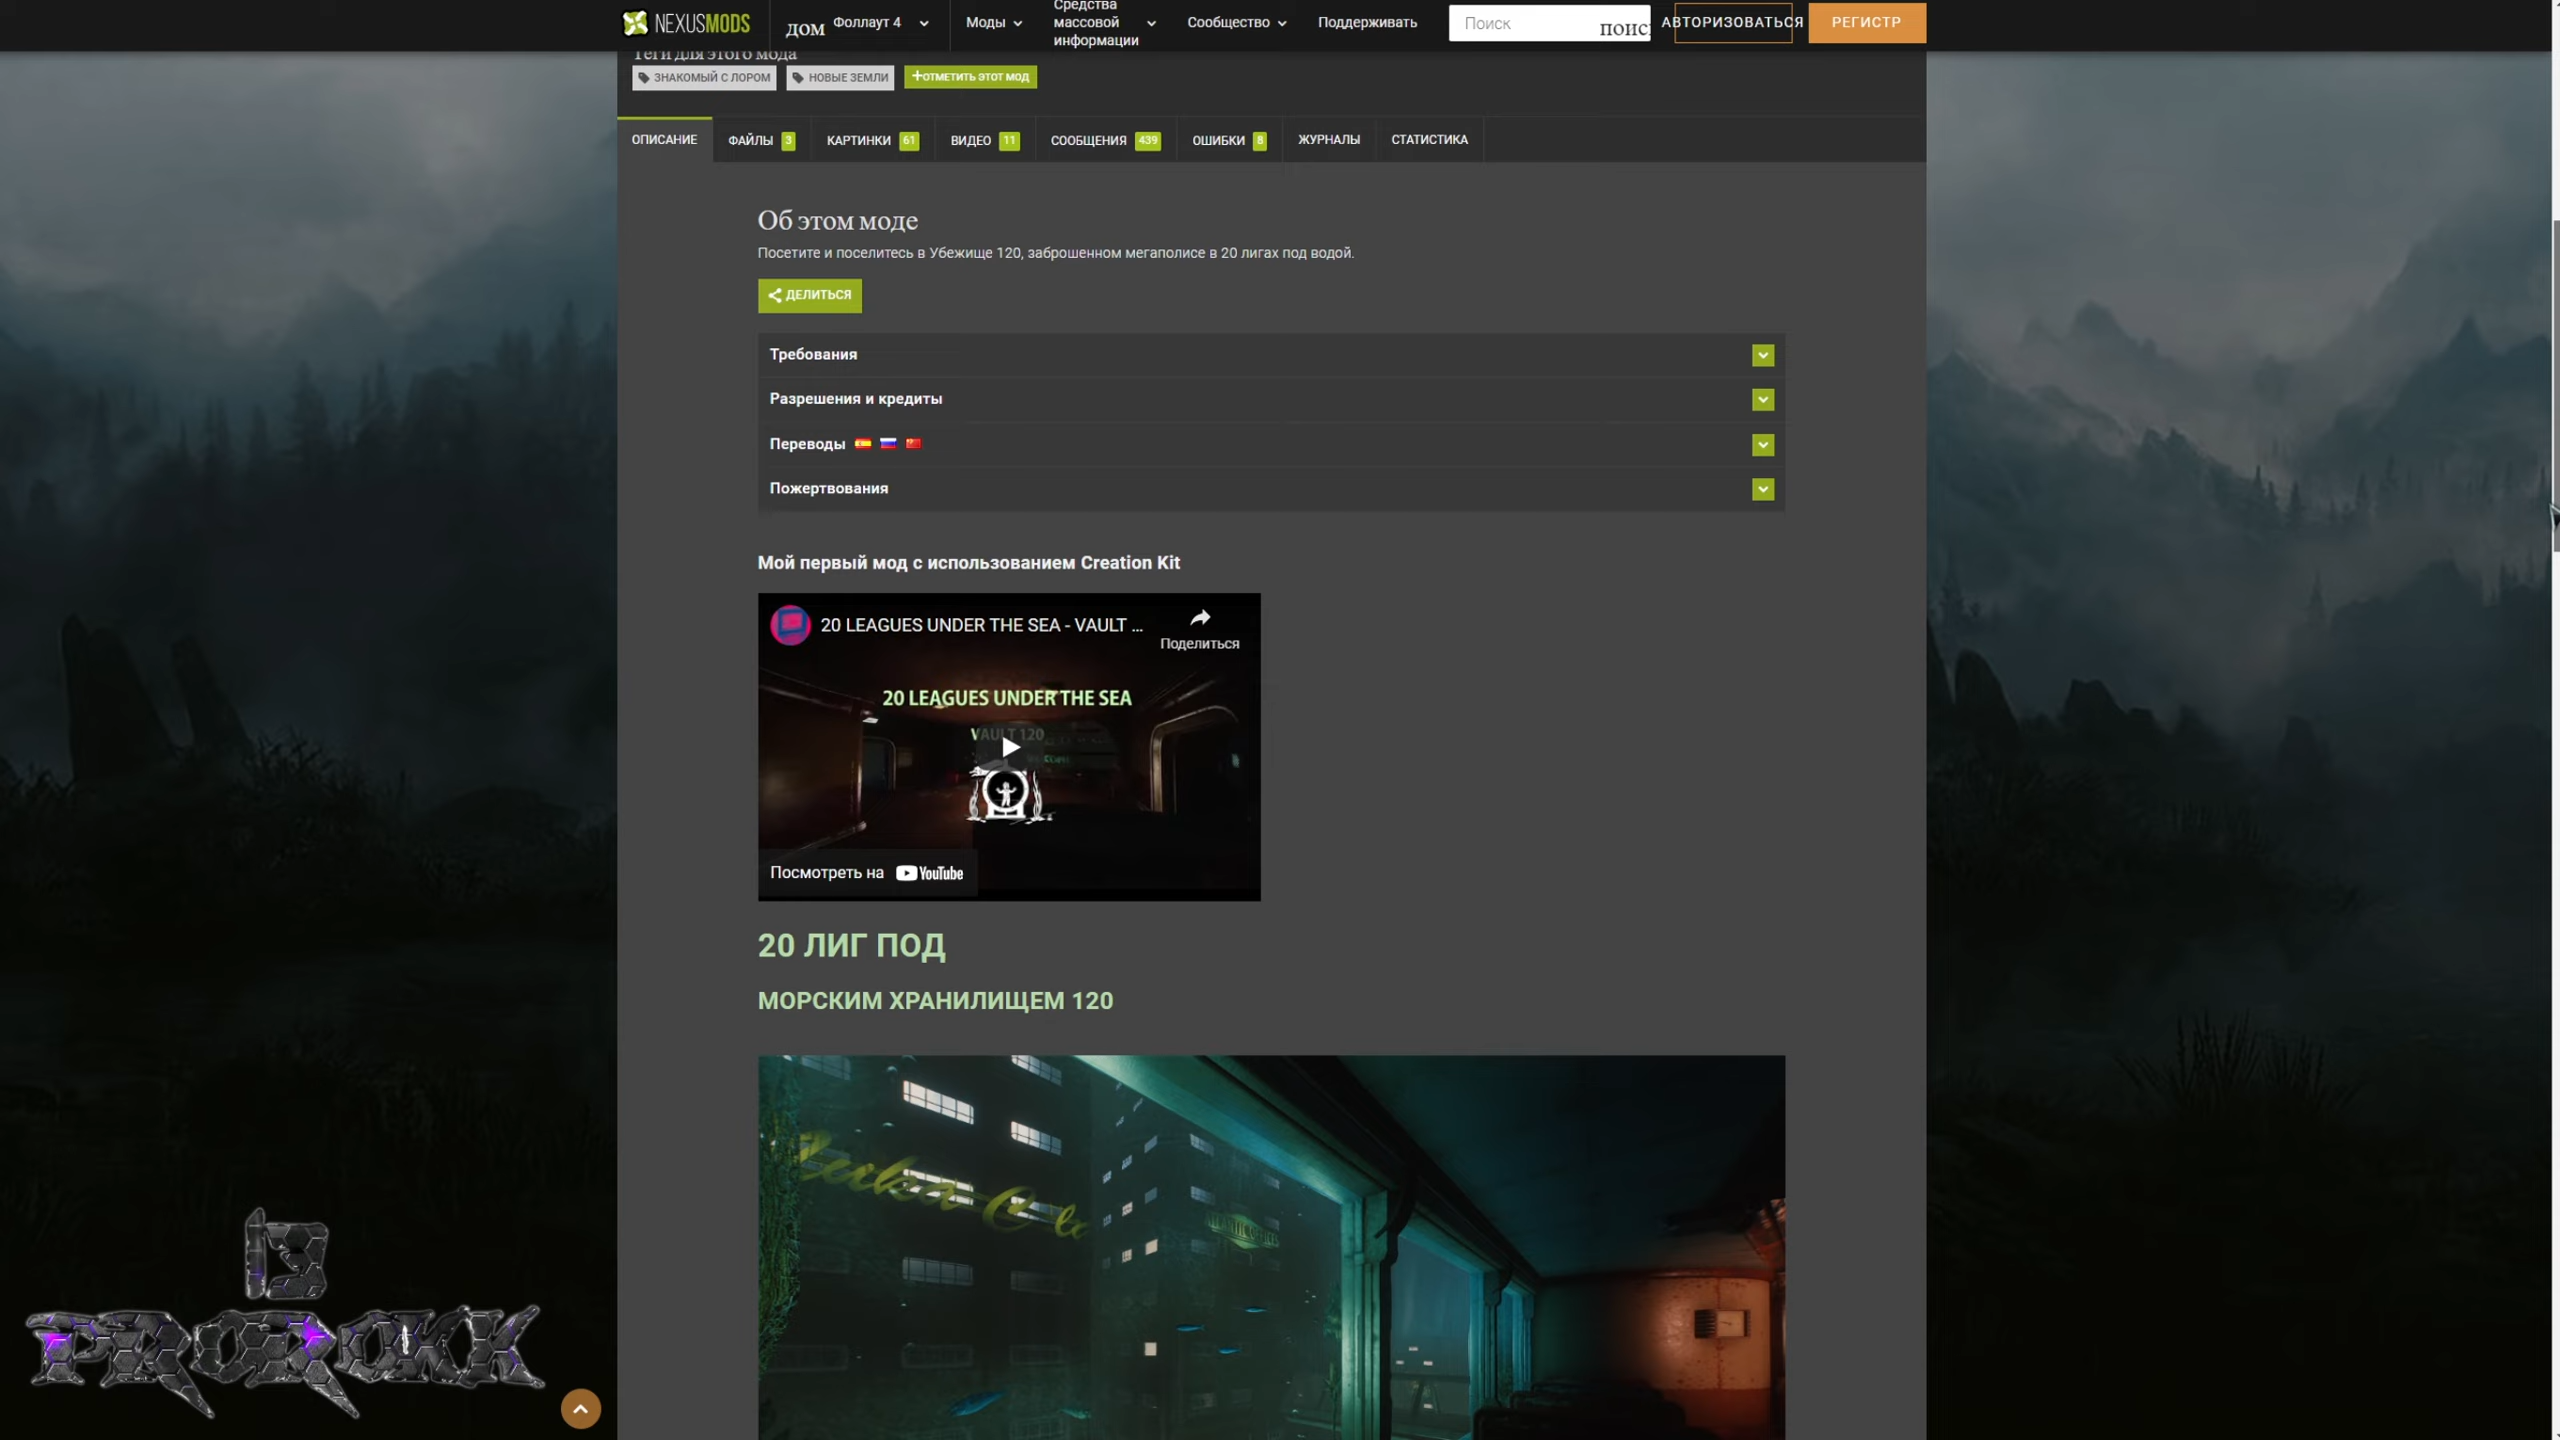 NEXUSMODS
дом
Фоллаут 4
Моды
Средства
массовой
информации
Сообщество
Поддерживать
Поиск
поиск
АВТОРИЗОВАТЬСЯ
РЕГИСТР
Теги для этого мода
ЗНАКОМЫЙ С ЛОРОМ
НОВЫЕ ЗЕМЛИ
+ОТМЕТИТЬ ЭТОТ МОД
ОПИСАНИЕ
ФАЙЛЫ 3
КАРТИНКИ 61
ВИДЕО 11
СООБЩЕНИЯ 439
ОШИБКИ 8
ЖУРНАЛЫ
СТАТИСТИКА
Об этом моде
Посетите и поселитесь в Убежище 120, заброшенном мегаполисе в 20 лигах под водой.
ДЕЛИТЬСЯ
Требования
Разрешения и кредиты
Переводы
Пожертвования
Мой первый мод с использованием Creation Kit
20 LEAGUES UNDER THE SEA - VAULT ...
Поделиться
20 LEAGUES UNDER THE SEA
VAULT 120
Посмотреть на YouTube
20 ЛИГ ПОД
МОРСКИМ ХРАНИЛИЩЕМ 120
13
PROROKK